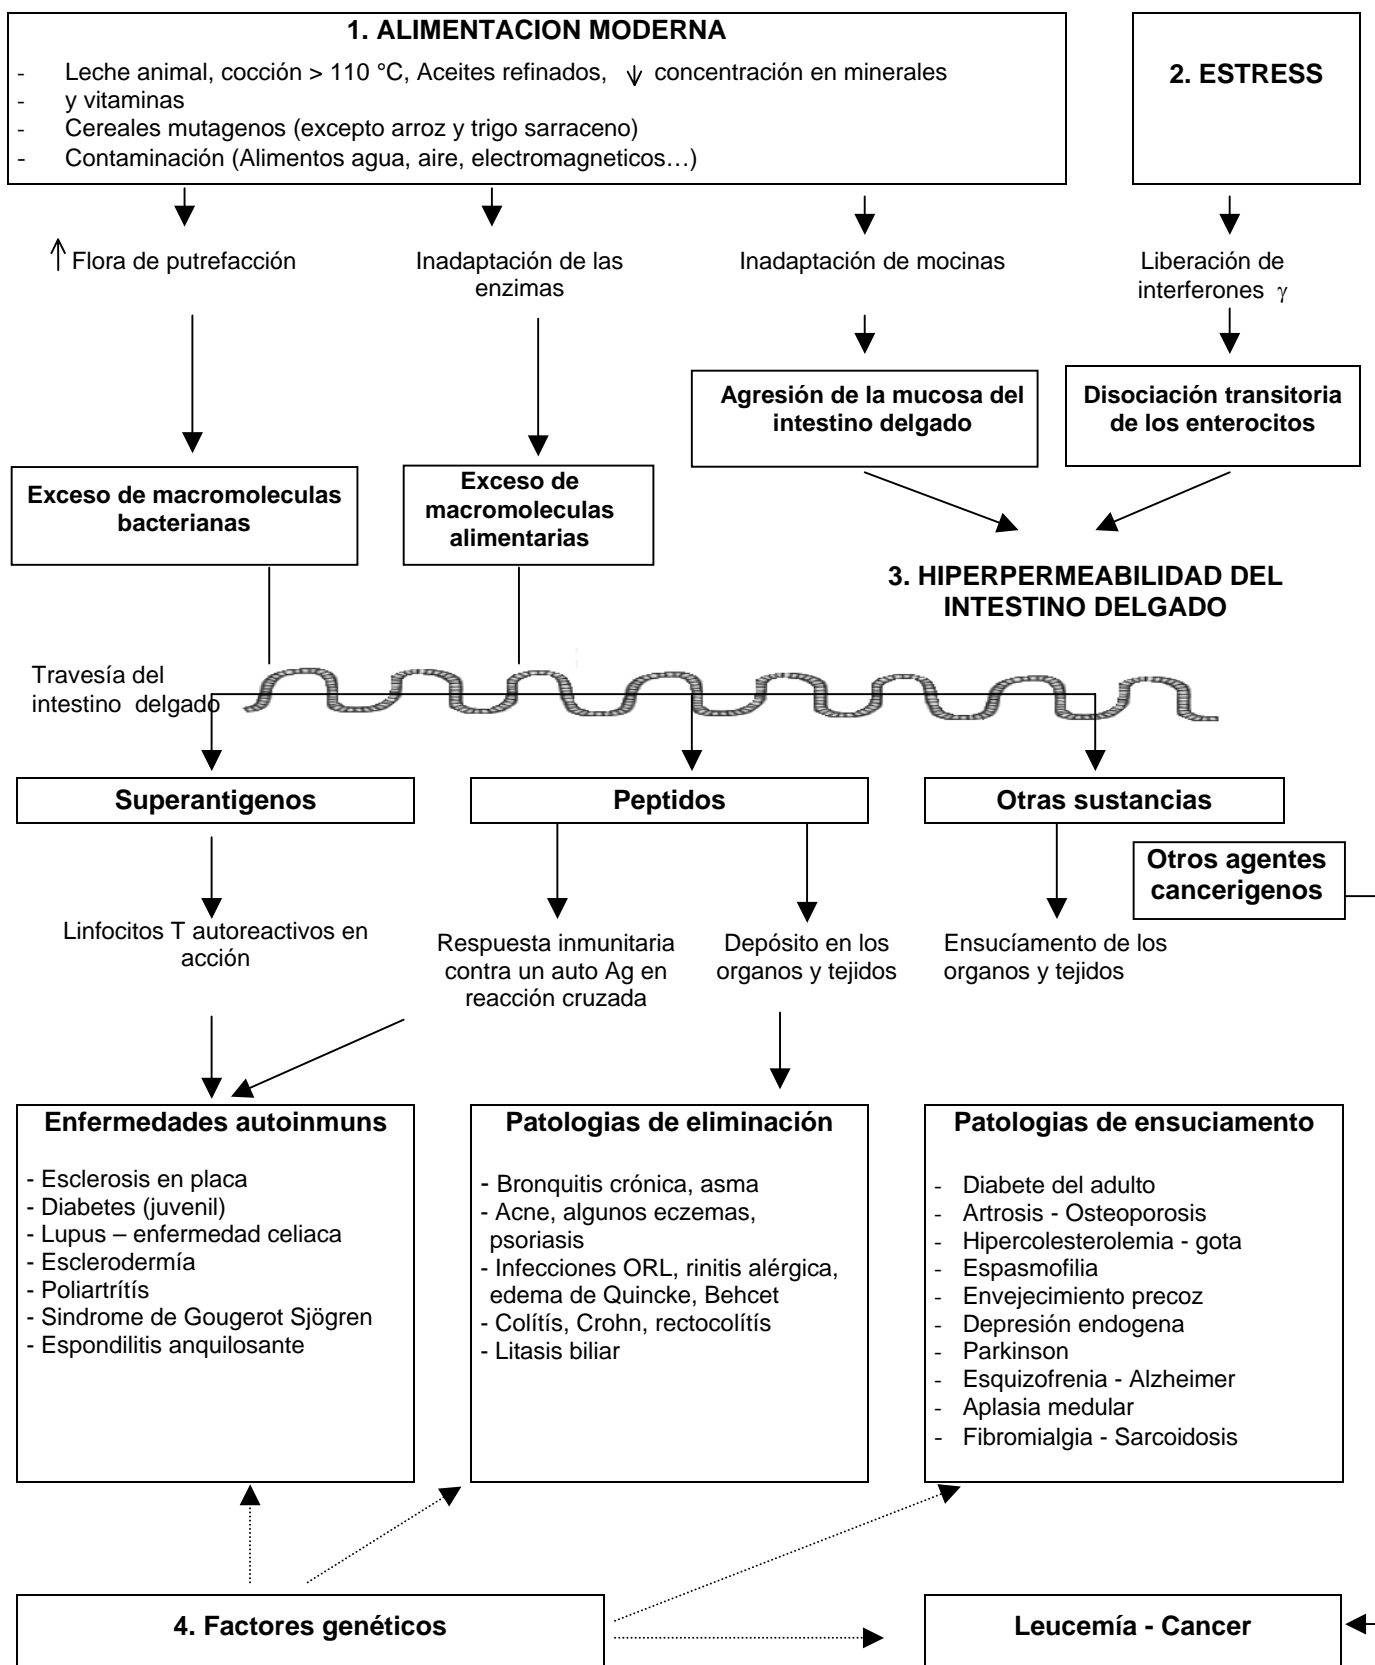 1. ALIMENTACION MODERNA
- Leche animal, cocción > 110 °C, Aceites refinados, ↓ concentración en minerales
- y vitaminas
- Cereales mutagenos (excepto arroz y trigo sarraceno)
- Contaminación (Alimentos agua, aire, electromagneticos…)
2. ESTRESS
↑ Flora de putrefacción
Inadaptación de las
enzimas
Inadaptación de mocinas
Liberación de
interferones γ
Agresión de la mucosa del
intestino delgado
Disociación transitoria
de los enterocitos
Exceso de macromoleculas
bacterianas
Exceso de
macromoleculas
alimentarias
3. HIPERPERMEABILIDAD DEL
INTESTINO DELGADO
Travesía del
intestino delgado
Superantigenos
Peptidos
Otras sustancias
Otros agentes
cancerigenos
Linfocitos T autoreactivos en
acción
Respuesta inmunitaria
contra un auto Ag en
reacción cruzada
Depósito en los
organos y tejidos
Ensucíamento de los
organos y tejidos
Enfermedades autoinmuns
- Esclerosis en placa
- Diabetes (juvenil)
- Lupus – enfermedad celiaca
- Esclerodermía
- Poliartrítís
- Sindrome de Gougerot Sjögren
- Espondilitis anquilosante
Patologias de eliminación
- Bronquitis crónica, asma
- Acne, algunos eczemas,
psoriasis
- Infecciones ORL, rinitis alérgica,
edema de Quincke, Behcet
- Colítís, Crohn, rectocolítís
- Litasis biliar
Patologias de ensuciamento
- Diabete del adulto
- Artrosis - Osteoporosis
- Hipercolesterolemia - gota
- Espasmofilia
- Envejecimiento precoz
- Depresión endogena
- Parkinson
- Esquizofrenia - Alzheimer
- Aplasia medular
- Fibromialgia - Sarcoidosis
4. Factores genéticos
Leucemía - Cancer